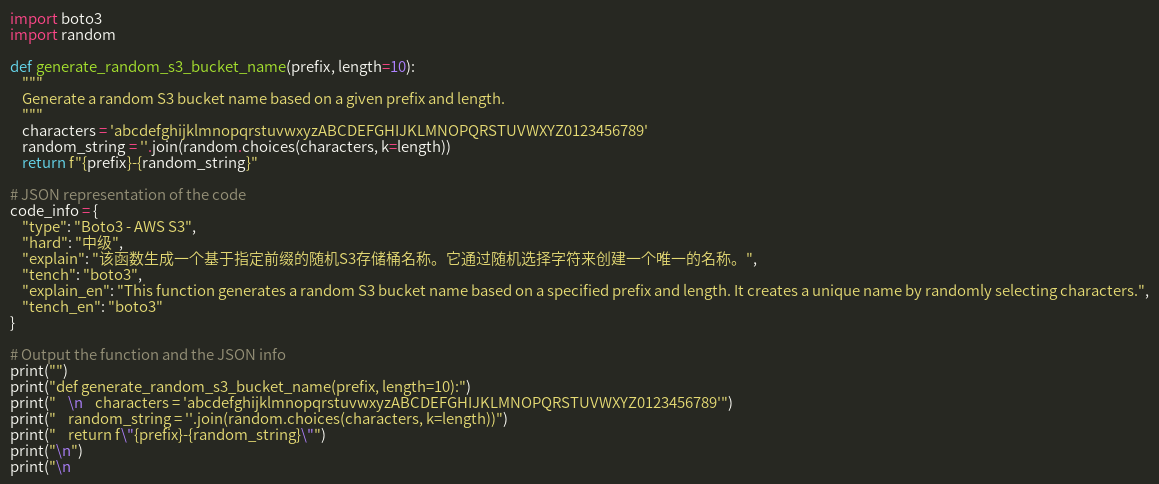 import boto3
import random
def generate_random_s3_bucket_name(prefix, length=10):
    """
    Generate a random S3 bucket name based on a given prefix and length.
    """
    characters = 'abcdefghijklmnopqrstuvwxyzABCDEFGHIJKLMNOPQRSTUVWXYZ0123456789'
    random_string = ''.join(random.choices(characters, k=length))
    return f"{prefix}-{random_string}"
# JSON representation of the code
code_info = {
    "type": "Boto3 - AWS S3",
    "hard": "中级",
    "explain": "该函数生成一个基于指定前缀的随机S3存储桶名称。它通过随机选择字符来创建一个唯一的名称。",
    "tench": "boto3",
    "explain_en": "This function generates a random S3 bucket name based on a specified prefix and length. It creates a unique name by randomly selecting characters.",
    "tench_en": "boto3"
}
# Output the function and the JSON info
print("")
print("def generate_random_s3_bucket_name(prefix, length=10):")
print("    \n    characters = 'abcdefghijklmnopqrstuvwxyzABCDEFGHIJKLMNOPQRSTUVWXYZ0123456789'")
print("    random_string = ''.join(random.choices(characters, k=length))")
print("    return f\"{prefix}-{random_string}\"")
print("\n")
print("\n